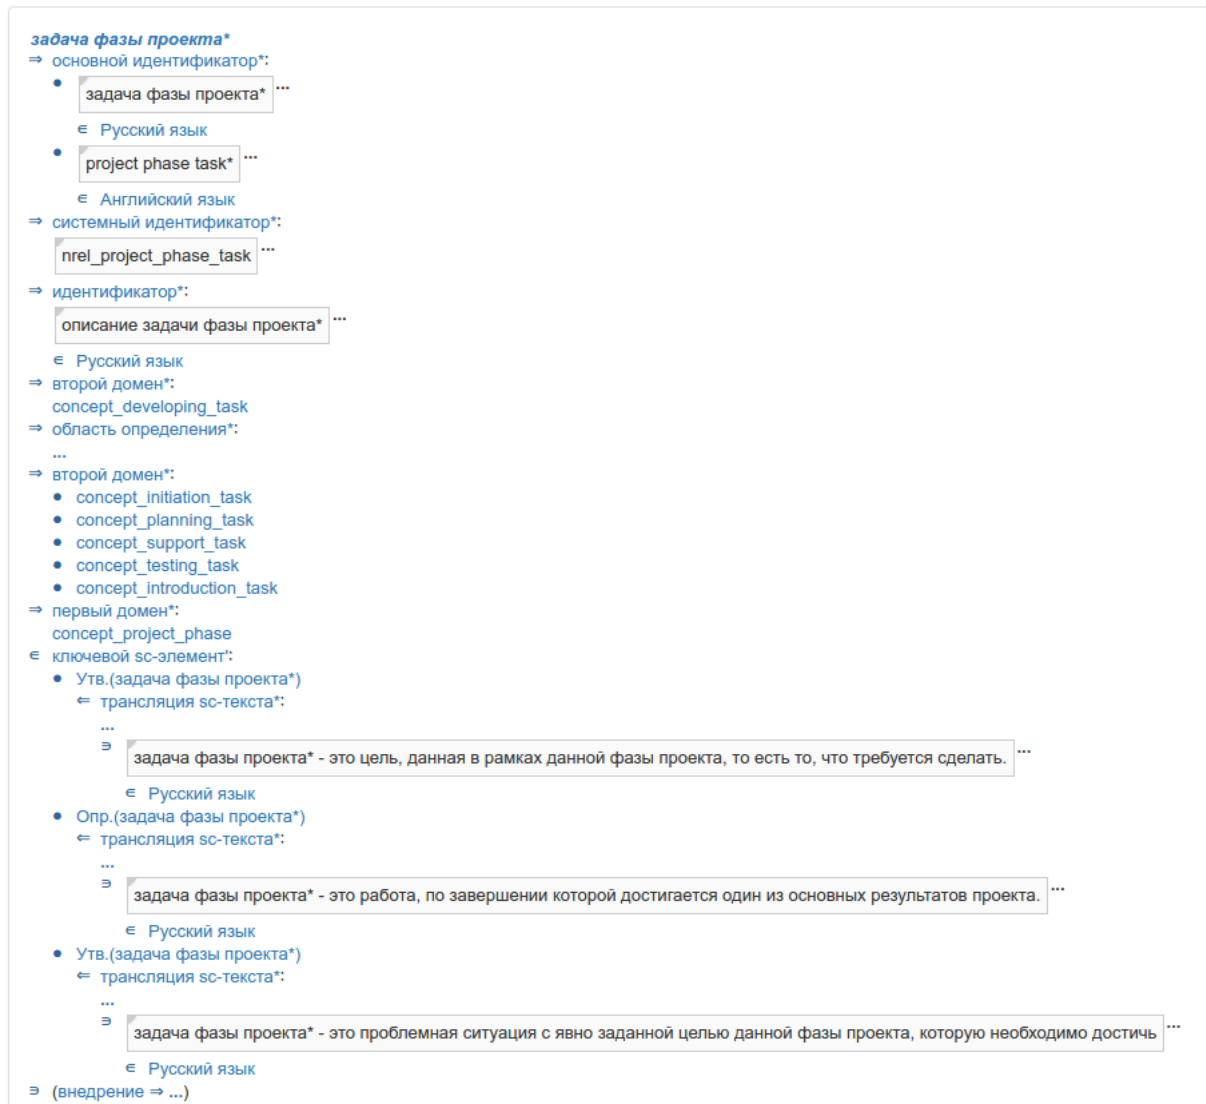 задача фазы проекта*
⇒ основной идентификатор*:
• задача фазы проекта* ...
∈ Русский язык
• project phase task* ...
∈ Английский язык
⇒ системный идентификатор*:
nrel_project_phase_task ...
⇒ идентификатор*:
описание задачи фазы проекта* ...
∈ Русский язык
⇒ второй домен*:
concept_developing_task
⇒ область определения*:
...
⇒ второй домен*:
• concept_initiation_task
• concept_planning_task
• concept_support_task
• concept_testing_task
• concept_introduction_task
⇒ первый домен*:
concept_project_phase
∈ ключевой sc-элемент':
• Утв.(задача фазы проекта*)
⇐ трансляция sc-текста*:
...
∋ задача фазы проекта* - это цель, данная в рамках данной фазы проекта, то есть то, что требуется сделать. ...
∈ Русский язык
• Опр.(задача фазы проекта*)
⇐ трансляция sc-текста*:
...
∋ задача фазы проекта* - это работа, по завершении которой достигается один из основных результатов проекта. ...
∈ Русский язык
• Утв.(задача фазы проекта*)
⇐ трансляция sc-текста*:
...
∋ задача фазы проекта* - это проблемная ситуация с явно заданной целью данной фазы проекта, которую необходимо достичь ...
∈ Русский язык
∋ (внедрение ⇒ ...)